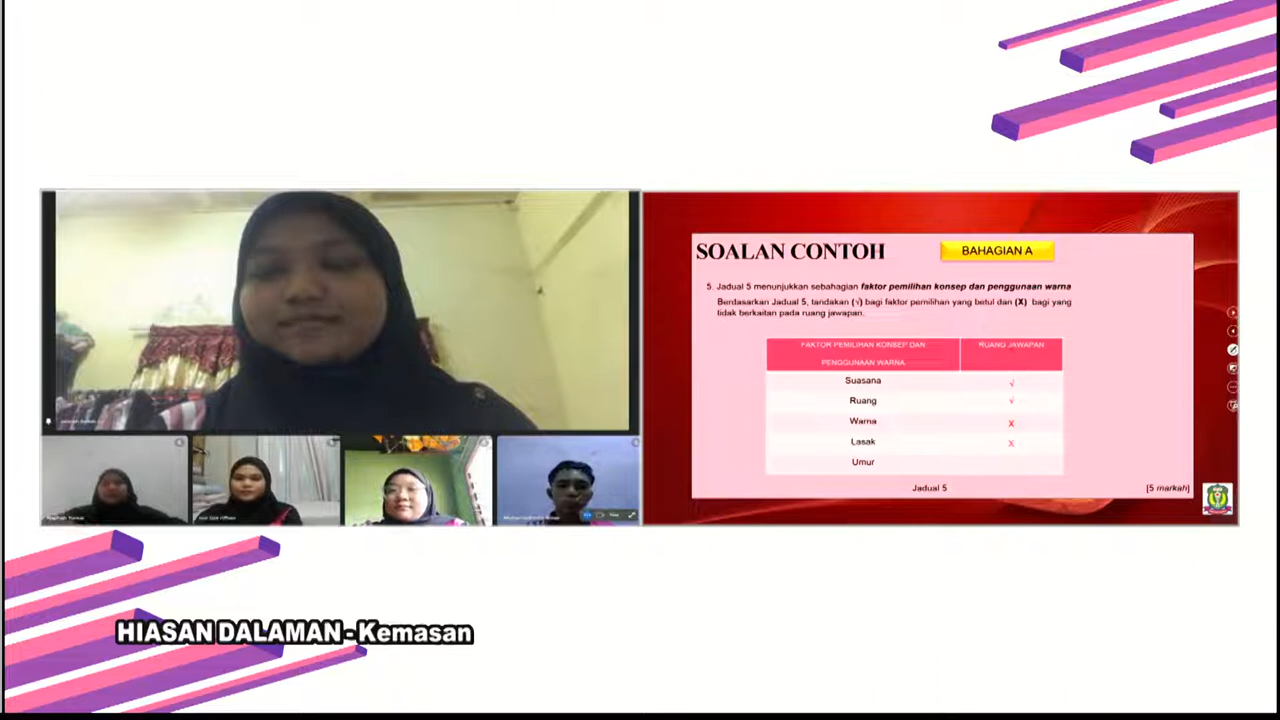 SOALAN CONTOH
BAHAGIAN A
5. Jadual 5 menunjukkan sebahagian faktor pemilihan konsep dan penggunaan warna
Berdasarkan Jadual 5, tandakan (√) bagi faktor pemilihan yang betul dan (X) bagi yang
tidak berkaitan pada ruang jawapan.
FAKTOR PEMILIHAN KONSEP DAN
PENGGUNAAN WARNA
RUANG JAWAPAN
Suasana √
Ruang √
Warna X
Lasak X
Umur
Jadual 5
[5 markah]
HIASAN DALAMAN - Kemasan